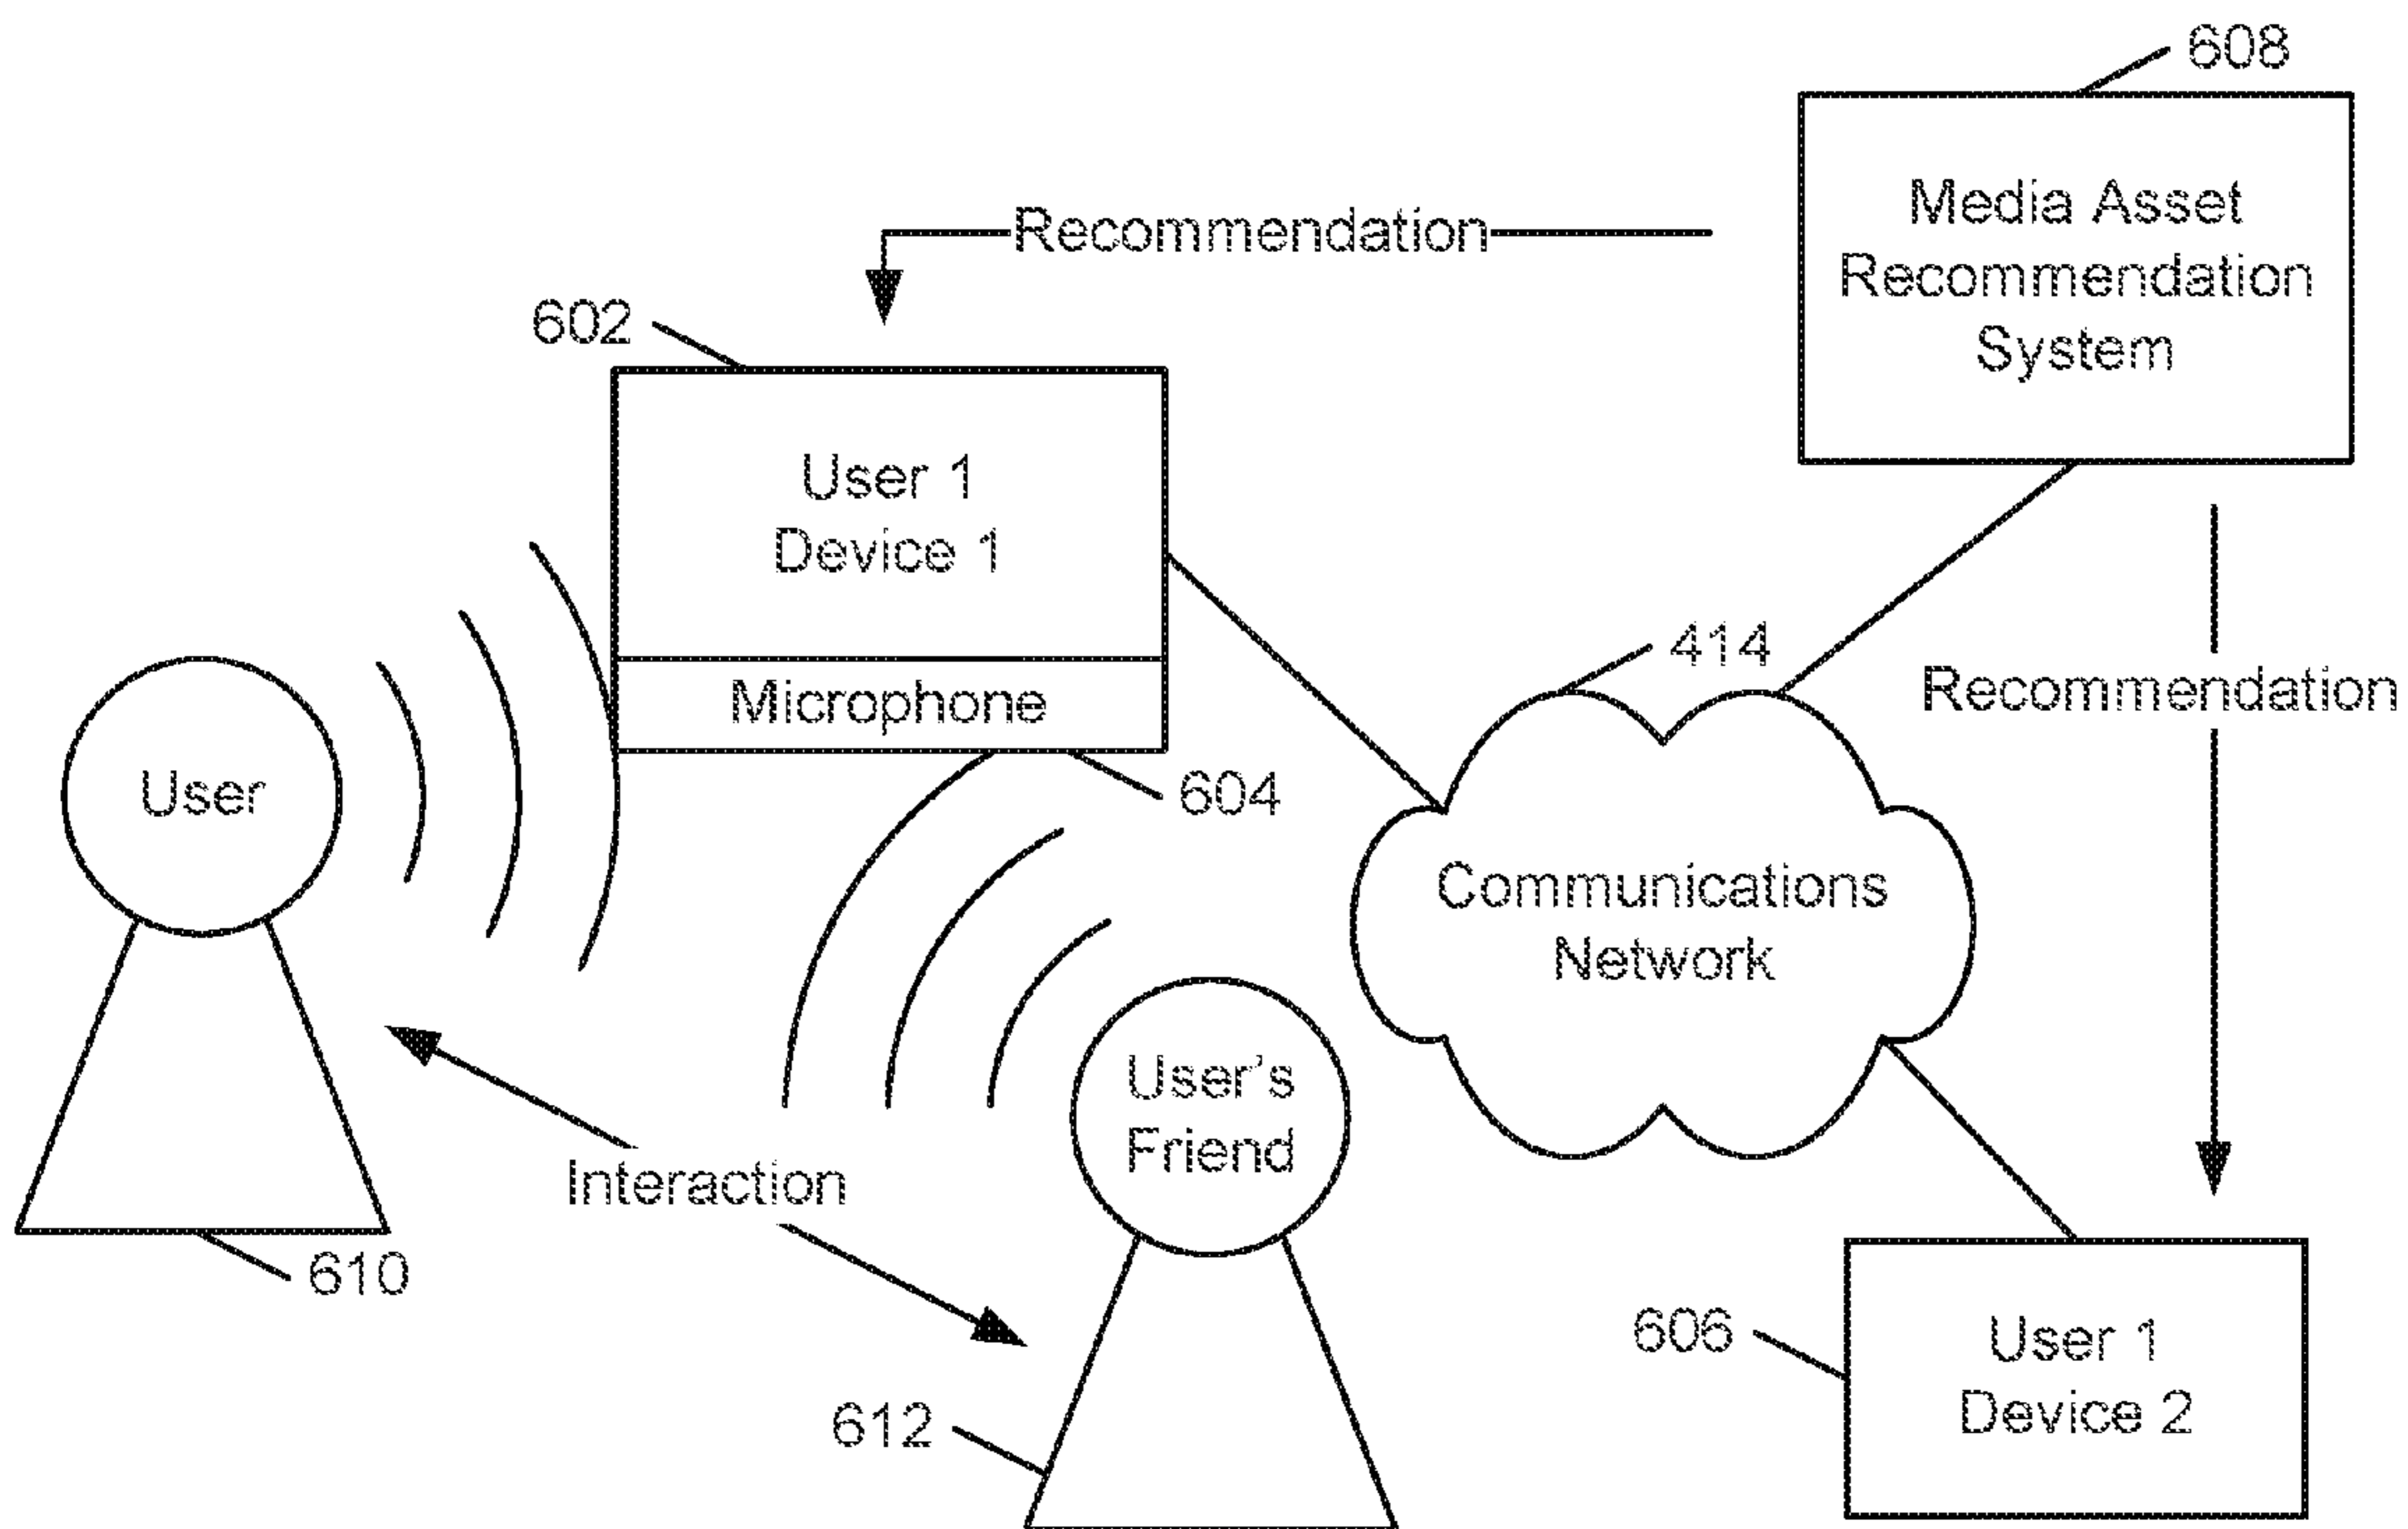 608
Media Asset
Recommendation
System
Recommendation
602
User 1
Device 1
Microphone
604
414
Recommendation
User
Communications
Network
User's
Friend
Interaction
610
606
User 1
Device 2
612